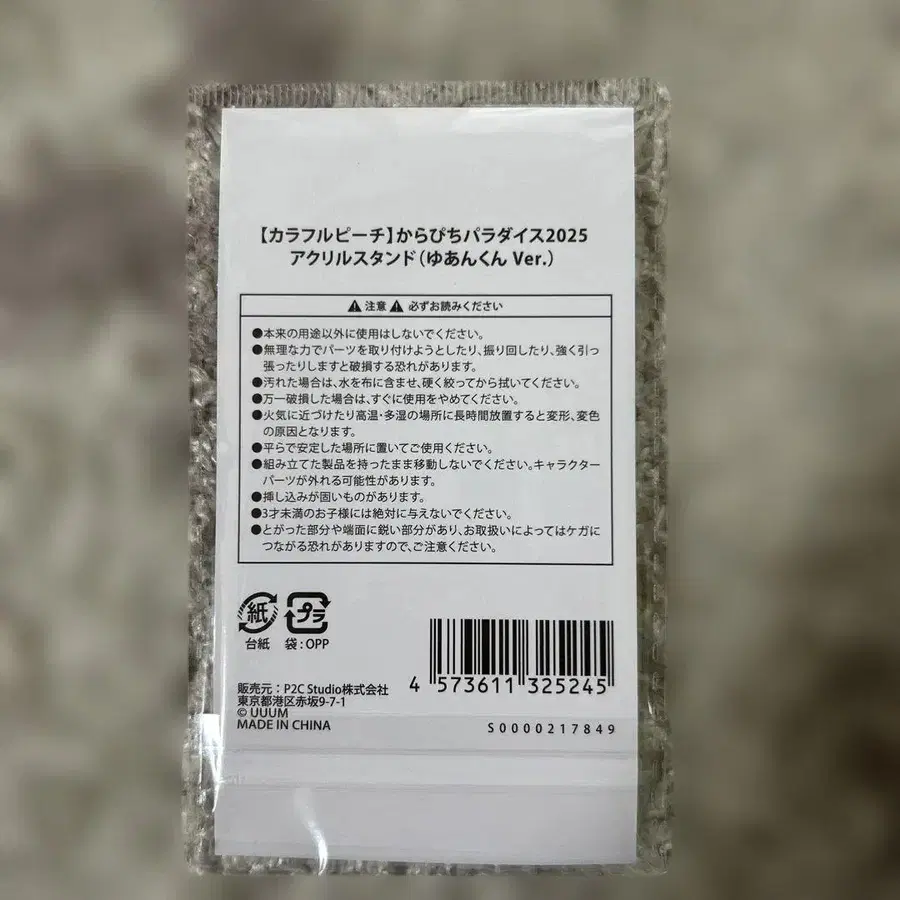 【カラフルピーチ】からぴちパラダイス2025
アクリルスタンド(ゆあんくん Ver.)
注意 必ずお読みください
●本来の用途以外に使用はしないでください。
●無理な力でパーツを取り付けようとしたり、振り回したり、強く引っ
張ったりしますと破損する恐れがあります。
●汚れた場合は、水を布に含ませ、硬く絞ってから拭いてください。
●万一破損した場合は、すぐに使用をやめてください。
●火気に近づけたり高温・多湿の場所に長時間放置すると変形、変色
の原因となります。
●平らで安定した場所に置いてご使用ください。
●組み立てた製品を持ったまま移動しないでください。キャラクター
パーツが外れる可能性があります。
●挿し込みが固いものがあります。
●3才未満のお子様には絶対に与えないでください。
●とがった部分や端面に鋭い部分があり、お取扱いによってはケガに
つながる恐れがありますので、ご注意ください。
紙 プラ
台紙 袋:OPP
販売元:P2C Studio株式会社
東京都港区赤坂9-7-1
© UUUM
MADE IN CHINA
4 573611 325245
S0000217849